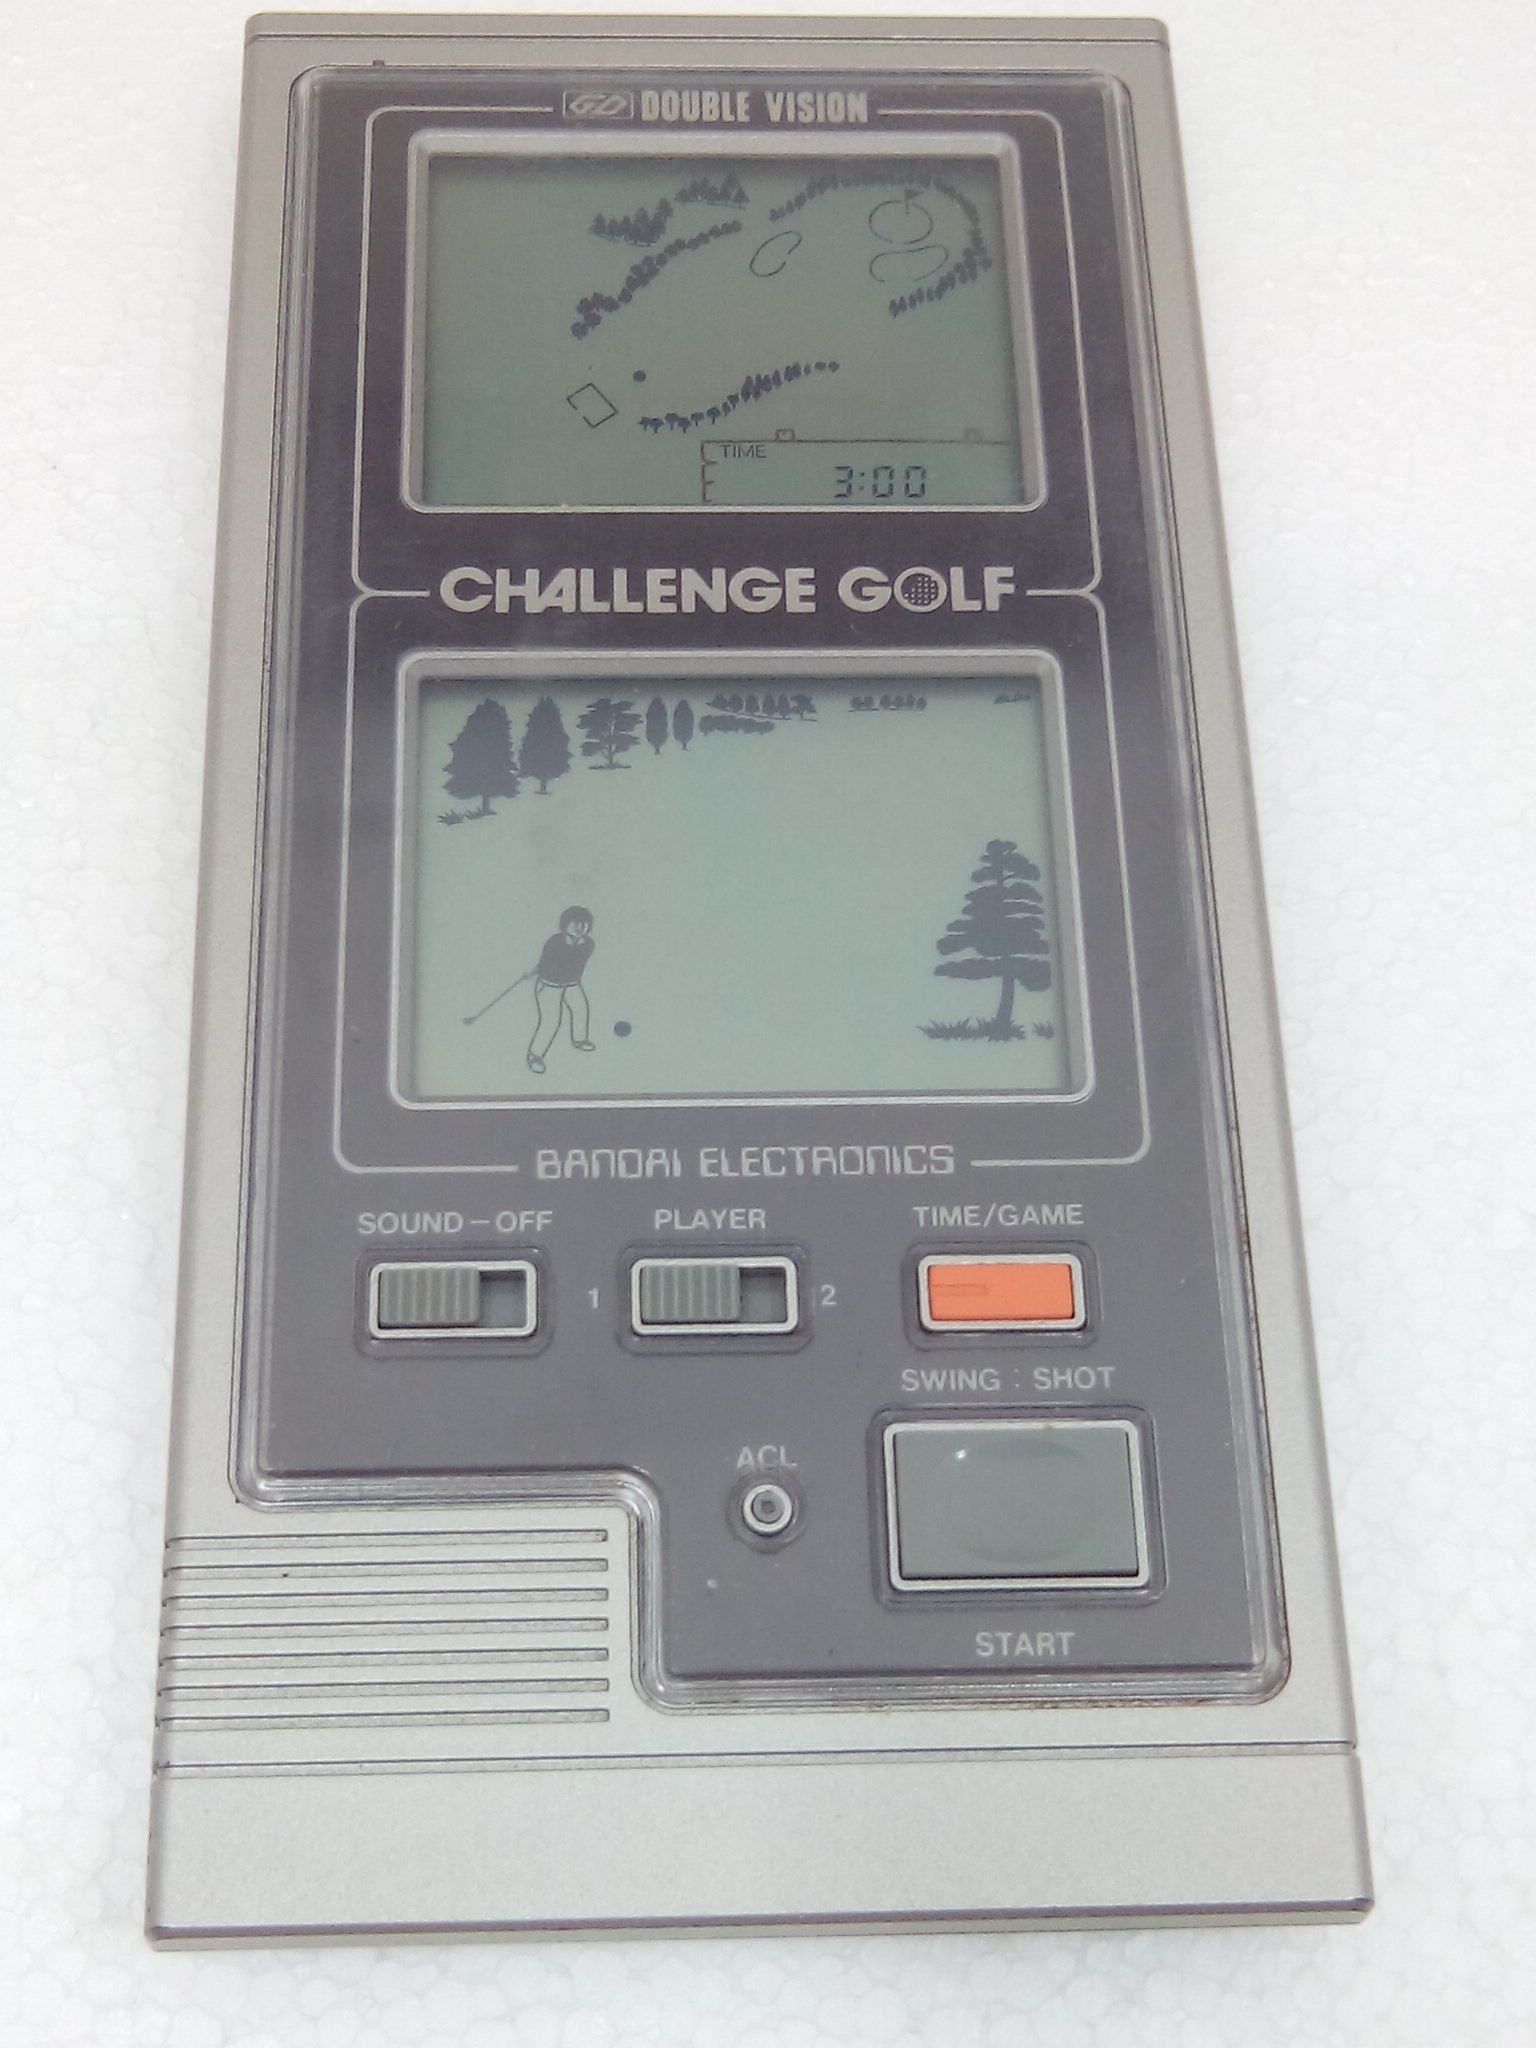 GD DOUBLE VISION
TIME
3:00
CHALLENGE GOLF
BANDAI ELECTRONICS
SOUND-OFF
PLAYER
TIME/GAME
1
2
SWING : SHOT
ACL
START